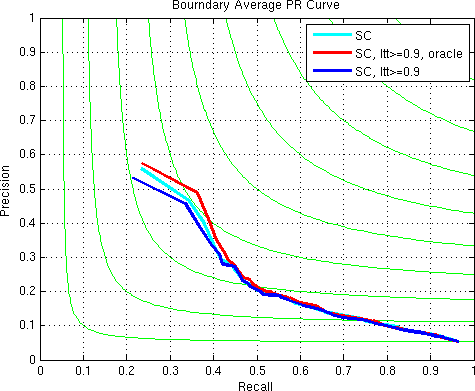 Bourndary Average PR Curve
SC
SC, ltt>=0.9, oracle
SC, ltt>=0.9
Precision
1
0.9
0.8
0.7
0.6
0.5
0.4
0.3
0.2
0.1
0
0 0.1 0.2 0.3 0.4 0.5 0.6 0.7 0.8 0.9 1
Recall